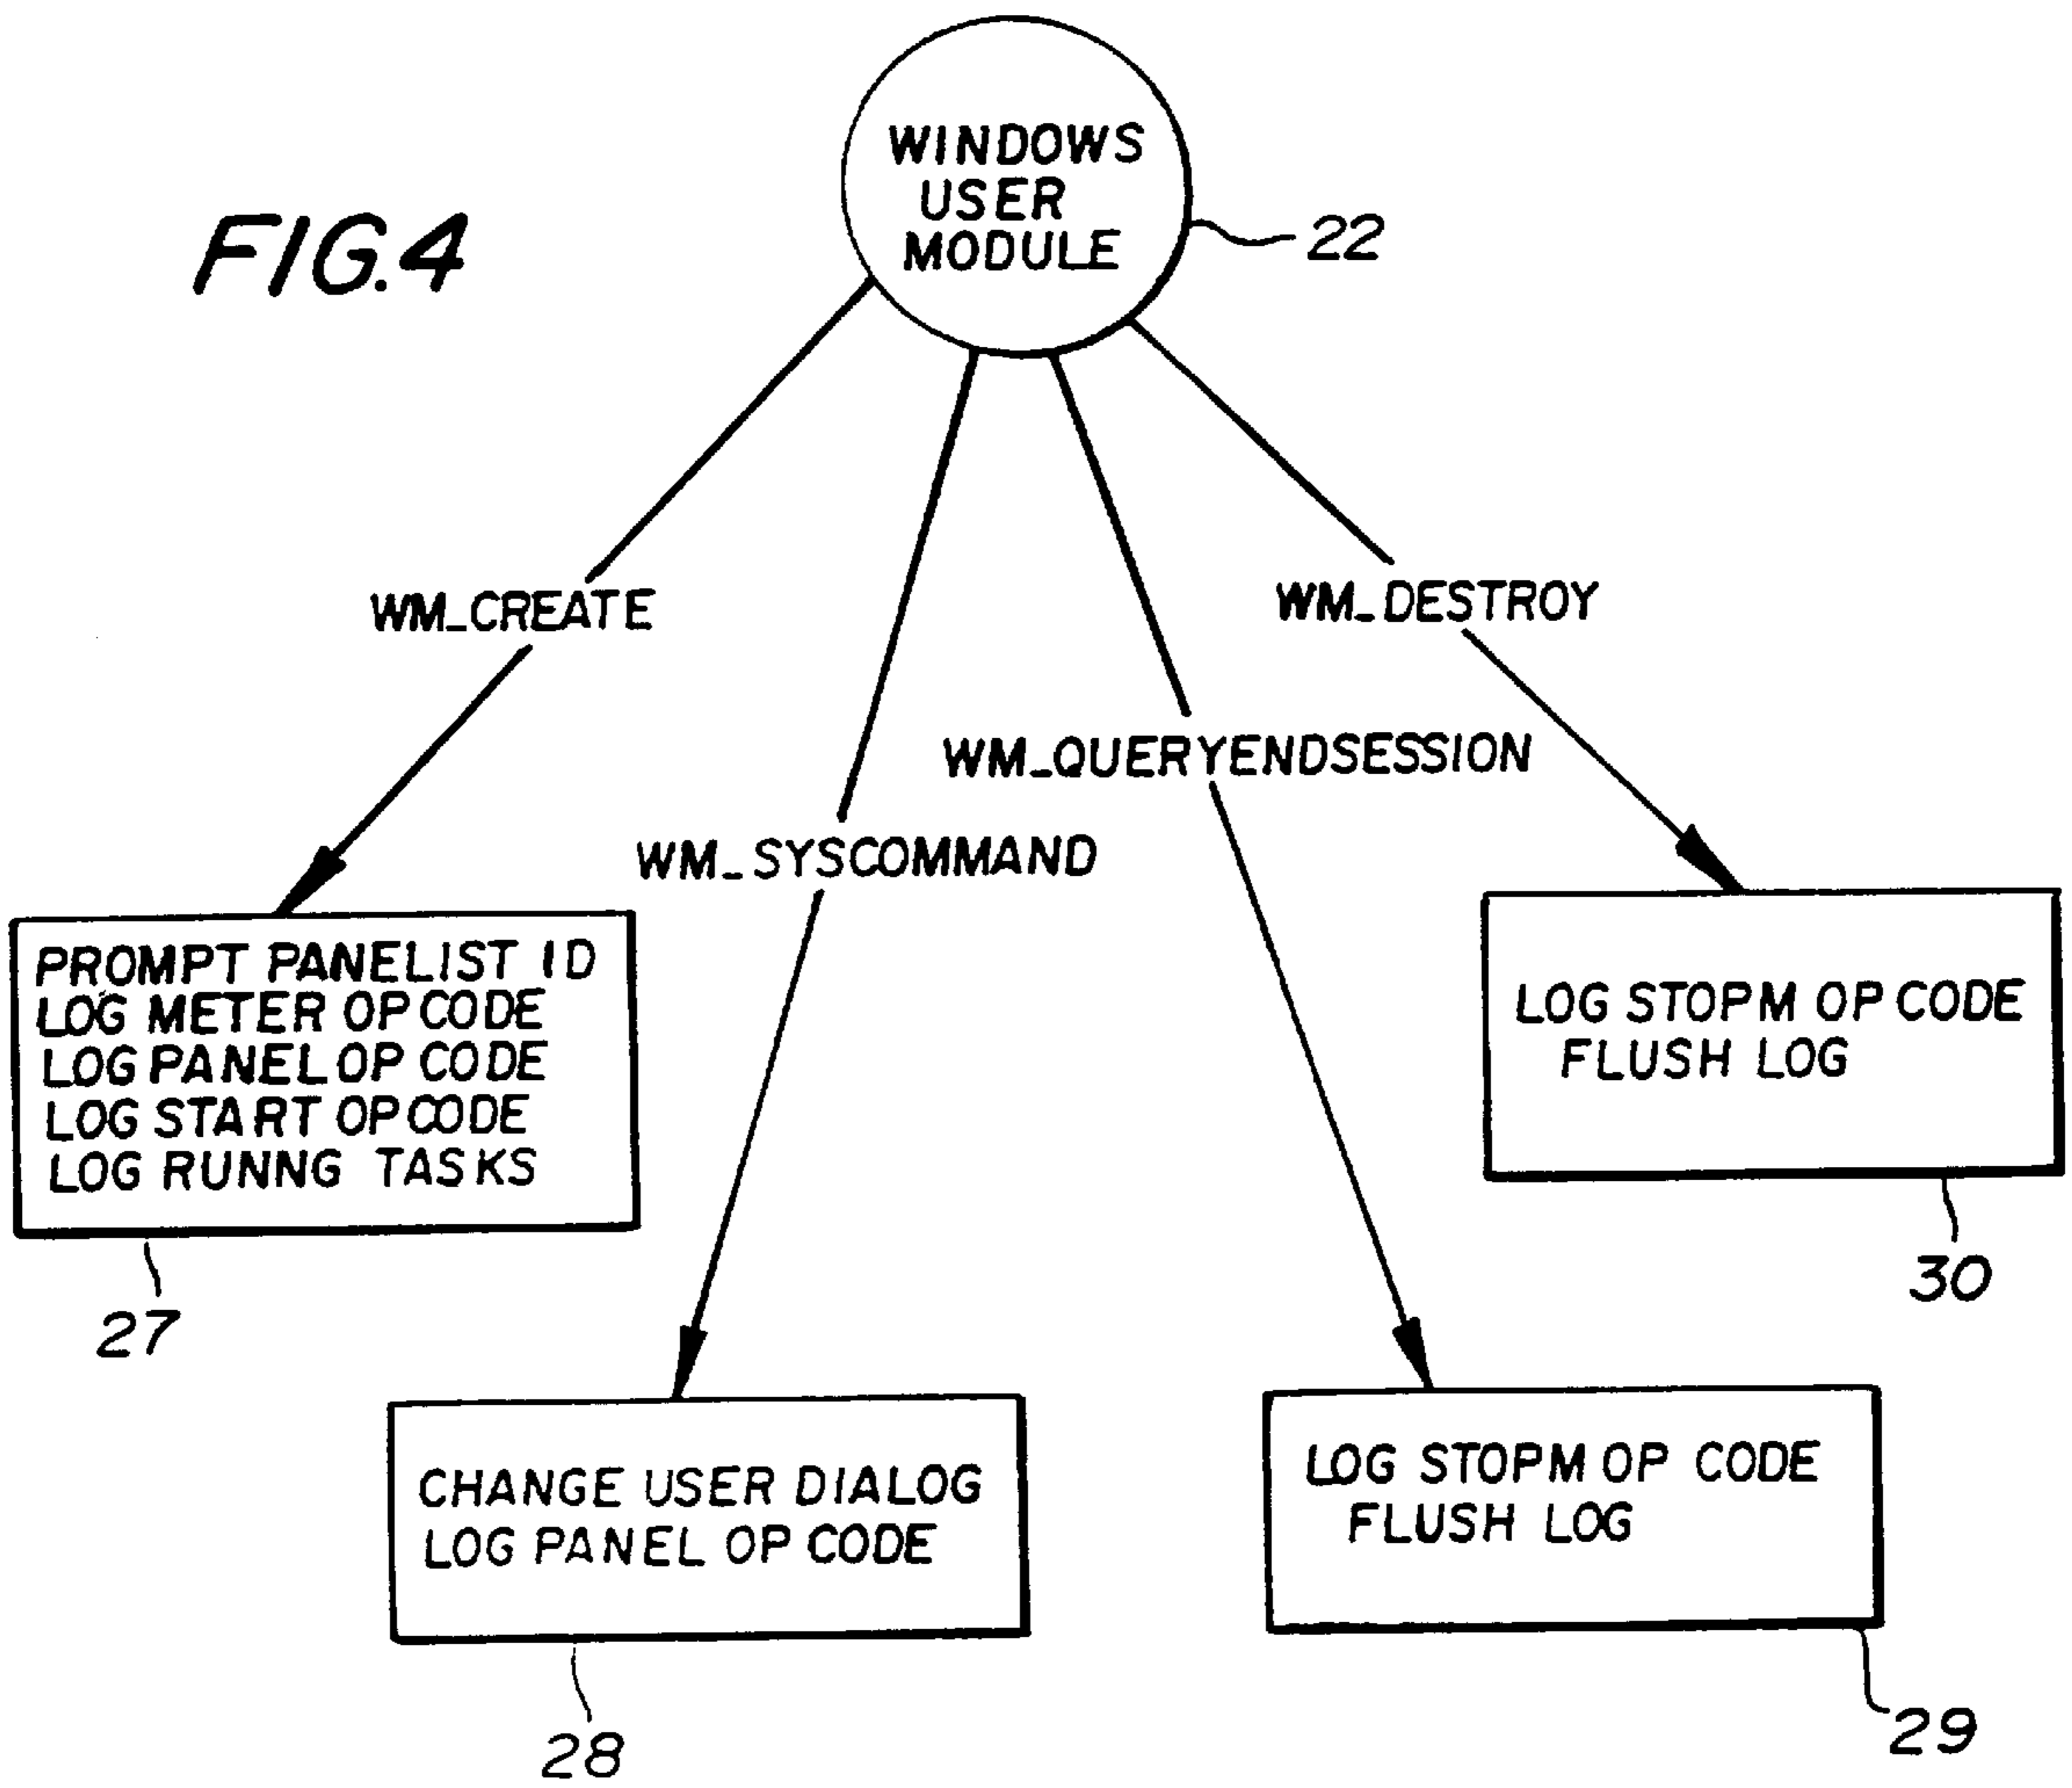 FIG.4
WINDOWS
USER
MODULE
22
WM_CREATE
WM_DESTROY
WM_QUERYENDSESSION
WM_SYSCOMMAND
PROMPT PANELIST ID
LOG METER OP CODE
LOG PANEL OP CODE
LOG START OP CODE
LOG RUNNG TASKS
27
LOG STOPM OP CODE
FLUSH LOG
30
CHANGE USER DIALOG
LOG PANEL OP CODE
28
LOG STOPM OP CODE
FLUSH LOG
29